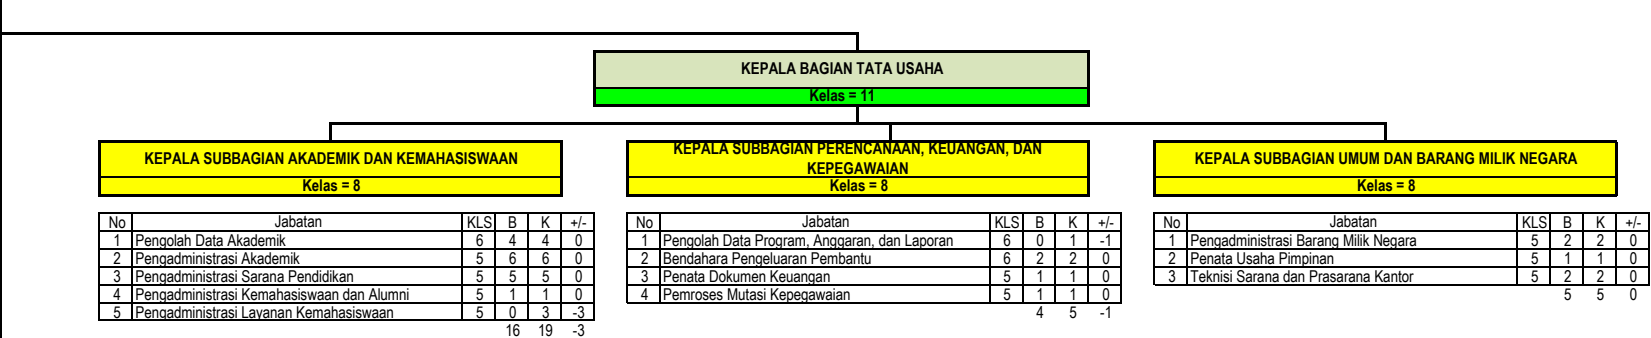 KEPALA BAGIAN TATA USAHA
Kelas = 11
KEPALA SUBBAGIAN AKADEMIK DAN KEMAHASISWAAN
Kelas = 8
No Jabatan KLS B K +/-
1 Pengolah Data Akademik 6 4 4 0
2 Pengadministrasi Akademik 5 6 6 0
3 Pengadministrasi Sarana Pendidikan 5 5 5 0
4 Pengadministrasi Kemahasiswaan dan Alumni 5 1 1 0
5 Pengadministrasi Layanan Kemahasiswaan 5 0 3 -3
16 19 -3
KEPALA SUBBAGIAN PERENCANAAN, KEUANGAN, DAN
KEPEGAWAIAN
Kelas = 8
No Jabatan KLS B K +/-
1 Pengolah Data Program, Anggaran, dan Laporan 6 0 1 -1
2 Bendahara Pengeluaran Pembantu 6 2 2 0
3 Penata Dokumen Keuangan 5 1 1 0
4 Pemroses Mutasi Kepegawaian 5 1 1 0
4 5 -1
KEPALA SUBBAGIAN UMUM DAN BARANG MILIK NEGARA
Kelas = 8
No Jabatan KLS B K +/-
1 Pengadministrasi Barang Milik Negara 5 2 2 0
2 Penata Usaha Pimpinan 5 1 1 0
3 Teknisi Sarana dan Prasarana Kantor 5 2 2 0
5 5 0